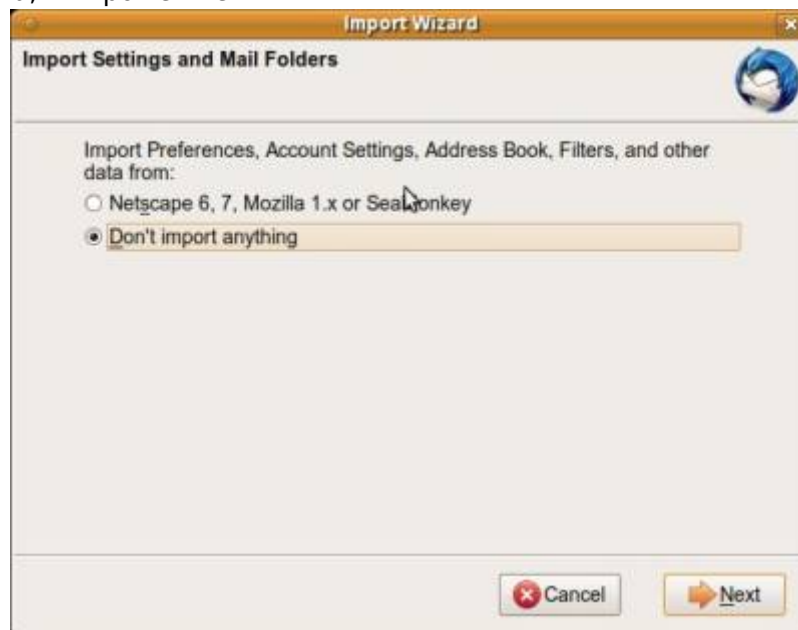 Import Wizard
Import Settings and Mail Folders
Import Preferences, Account Settings, Address Book, Filters, and other
data from:
Netscape 6, 7, Mozilla 1.x or SeaMonkey
Don't import anything
Cancel
Next